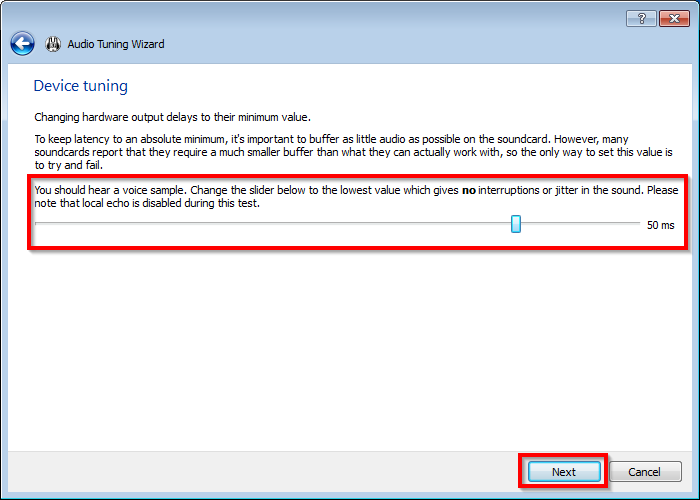 ?
Audio Tuning Wizard
Device tuning
Changing hardware output delays to their minimum value.
To keep latency to an absolute minimum, it's important to buffer as little audio as possible on the soundcard. However, many
soundcards report that they require a much smaller buffer than what they can actually work with, so the only way to set this value is
to try and fail.
You should hear a voice sample. Change the slider below to the lowest value which gives no interruptions or jitter in the sound. Please
note that local echo is disabled during this test.
50 ms
Next
Cancel